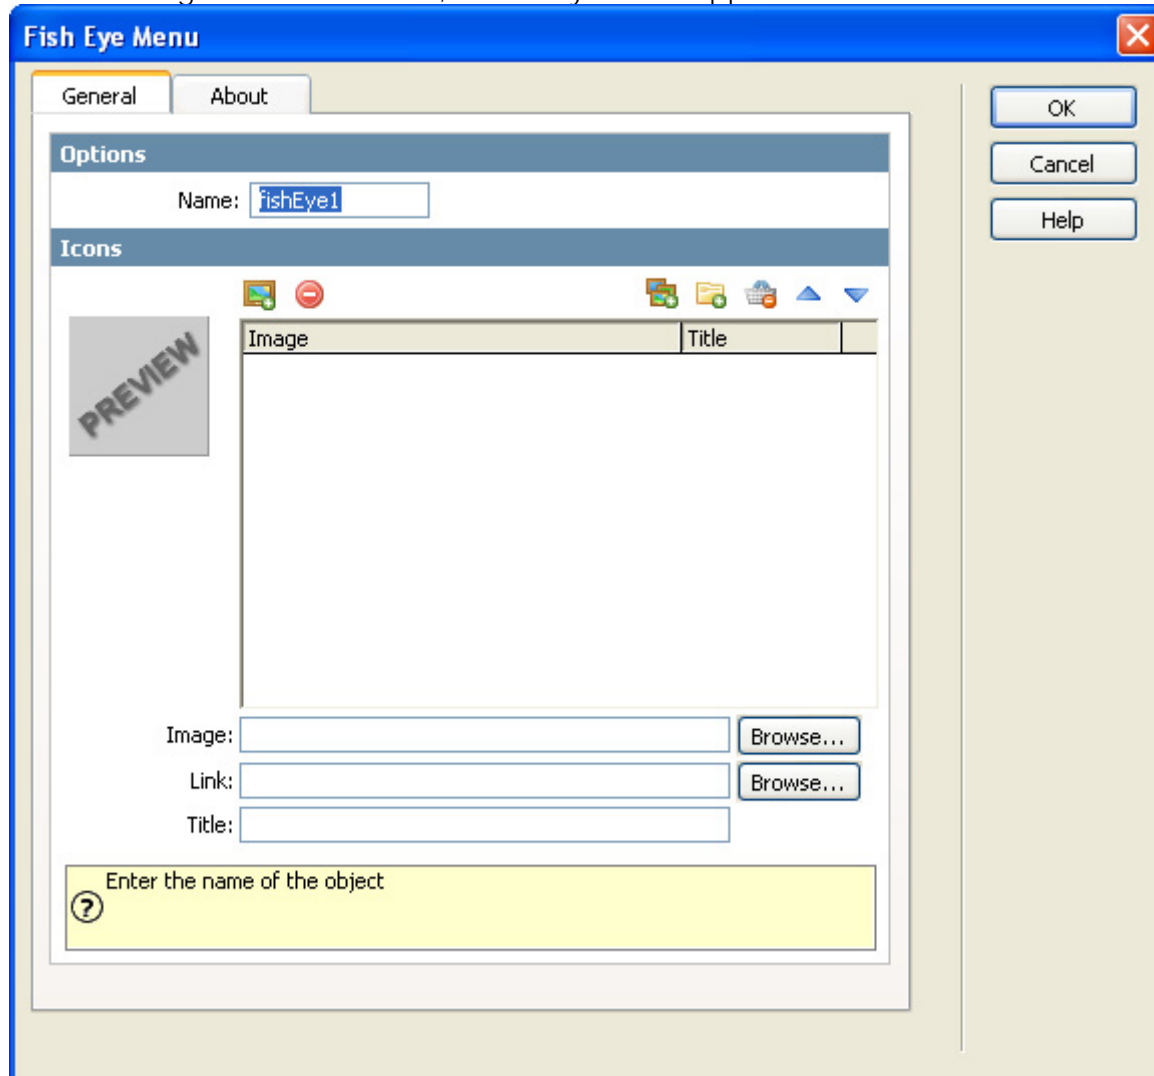 Fish Eye Menu
General About
OK
Options
Cancel
Name: fishEye1
Help
Icons
Image Title
PREVIEW
Image: Browse...
Link: Browse...
Title:
Enter the name of the object
?